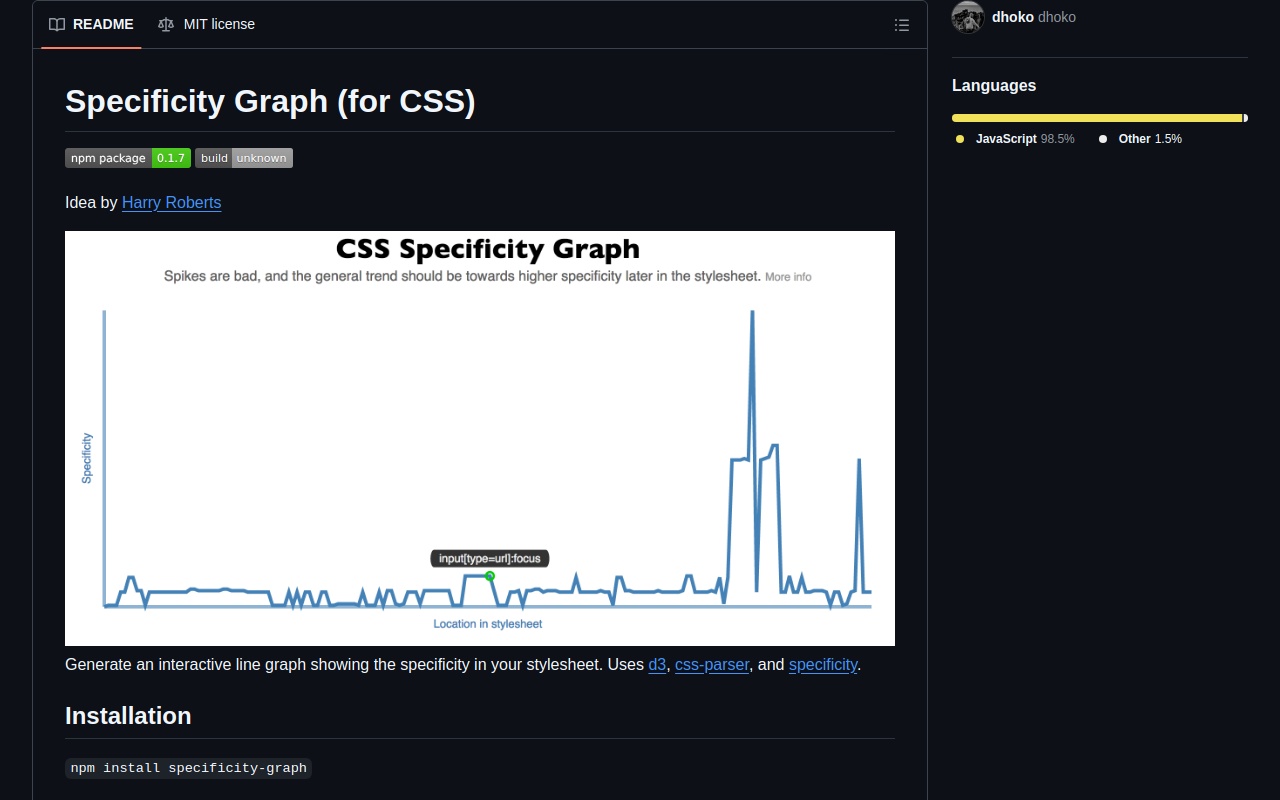 README
MIT license
dhoko dhoko
Specificity Graph (for CSS)
Languages
JavaScript 98.5%
Other 1.5%
npm package 0.1.7
build unknown
Idea by Harry Roberts
CSS Specificity Graph
Spikes are bad, and the general trend should be towards higher specificity later in the stylesheet. More info
Specificity
input[type=url]:focus
Location in stylesheet
Generate an interactive line graph showing the specificity in your stylesheet. Uses d3, css-parser, and specificity.
Installation
npm install specificity-graph